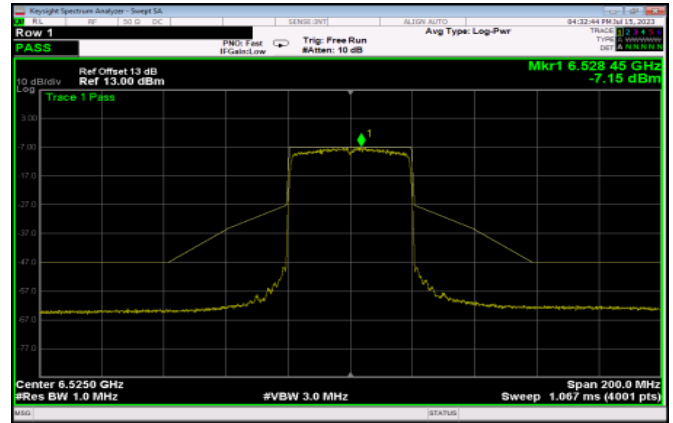 Keysight Spectrum Analyzer - Swept SA
RL RF 50 Ω DC SENSE:INT ALIGN AUTO 04:32:44 PM Jul 15, 2023
Row 1
PASS
PNO: Fast
IFGain:Low
Trig: Free Run
#Atten: 10 dB
Avg Type: Log-Pwr
TRACE 1 2 3 4 5 6
TYPE A WWWWW
DET A N N N N N
Mkr1 6.528 45 GHz
-7.15 dBm
Ref Offset 13 dB
10 dB/div Ref 13.00 dBm
Log
Trace 1 Pass
1
3.00
-7.00
-17.0
-27.0
-37.0
-47.0
-57.0
-67.0
-77.0
Center 6.5250 GHz Span 200.0 MHz
#Res BW 1.0 MHz #VBW 3.0 MHz Sweep 1.067 ms (4001 pts)
MSG STATUS